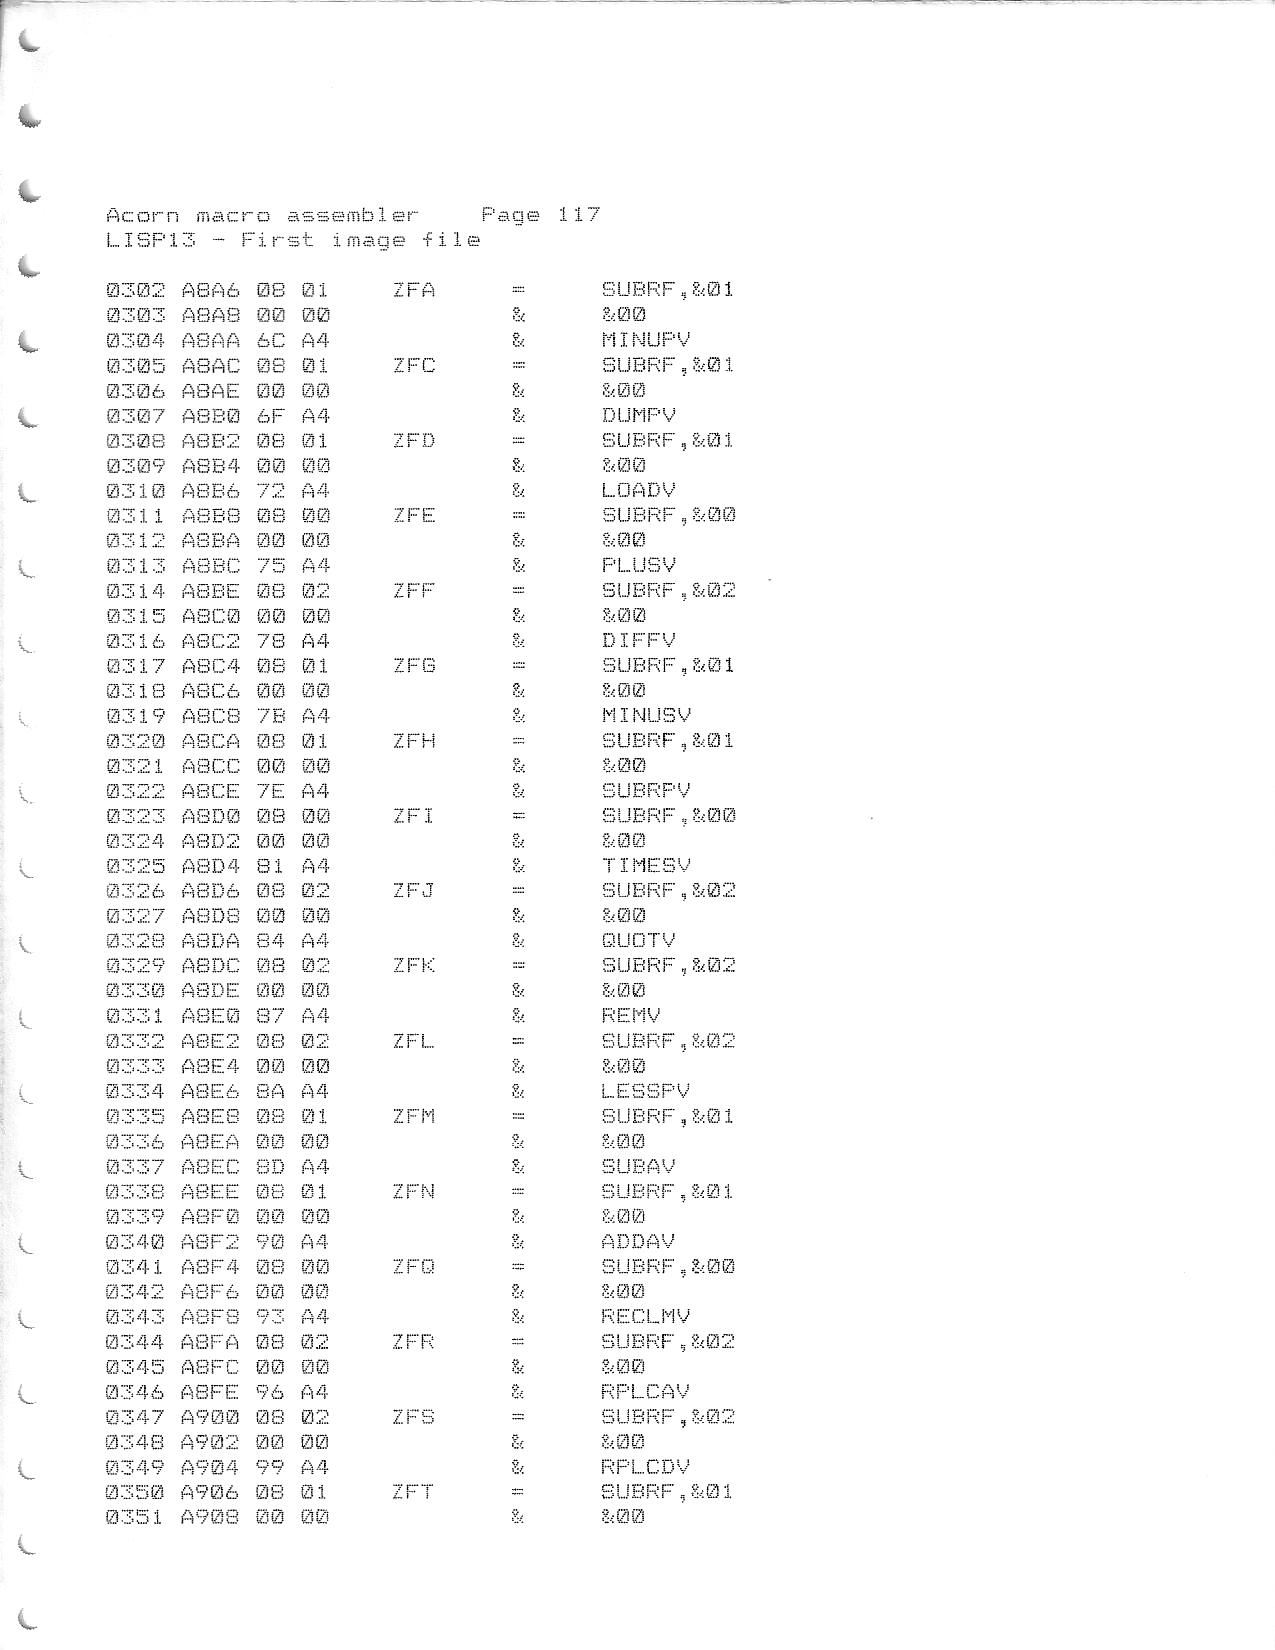 Acorn macro assembler    Page 117
LISP13 - First image file
0302 A8A6 08 01    ZFA    =    SUBRF,&01
0303 A8A8 00 00    &    &00
0304 A8AA 6C A4    &    MINUPV
0305 A8AC 08 01    ZFC    =    SUBRF,&01
0306 A8AE 00 00    &    &00
0307 A8B0 6F A4    &    DUMPV
0308 A8B2 08 01    ZFD    =    SUBRF,&01
0309 A8B4 00 00    &    &00
0310 A8B6 72 A4    &    LOADV
0311 A8B8 08 00    ZFE    =    SUBRF,&00
0312 A8BA 00 00    &    &00
0313 A8BC 75 A4    &    PLUSV
0314 A8BE 08 02    ZFF    =    SUBRF,&02
0315 A8C0 00 00    &    &00
0316 A8C2 78 A4    &    DIFFV
0317 A8C4 08 01    ZFG    =    SUBRF,&01
0318 A8C6 00 00    &    &00
0319 A8C8 7B A4    &    MINUSV
0320 A8CA 08 01    ZFH    =    SUBRF,&01
0321 A8CC 00 00    &    &00
0322 A8CE 7E A4    &    SUBRPV
0323 A8D0 08 00    ZFI    =    SUBRF,&00
0324 A8D2 00 00    &    &00
0325 A8D4 81 A4    &    TIMESV
0326 A8D6 08 02    ZFJ    =    SUBRF,&02
0327 A8D8 00 00    &    &00
0328 A8DA 84 A4    &    QUOTV
0329 A8DC 08 02    ZFK    =    SUBRF,&02
0330 A8DE 00 00    &    &00
0331 A8E0 87 A4    &    REMV
0332 A8E2 08 02    ZFL    =    SUBRF,&02
0333 A8E4 00 00    &    &00
0334 A8E6 8A A4    &    LESSPV
0335 A8E8 08 01    ZFM    =    SUBRF,&01
0336 A8EA 00 00    &    &00
0337 A8EC 8D A4    &    SUBAV
0338 A8EE 08 01    ZFN    =    SUBRF,&01
0339 A8F0 00 00    &    &00
0340 A8F2 90 A4    &    ADDAV
0341 A8F4 08 00    ZFQ    =    SUBRF,&00
0342 A8F6 00 00    &    &00
0343 A8F8 93 A4    &    RECLMV
0344 A8FA 08 02    ZFR    =    SUBRF,&02
0345 A8FC 00 00    &    &00
0346 A8FE 96 A4    &    RPLCAV
0347 A900 08 02    ZFS    =    SUBRF,&02
0348 A902 00 00    &    &00
0349 A904 99 A4    &    RPLCDV
0350 A906 08 01    ZFT    =    SUBRF,&01
0351 A908 00 00    &    &00